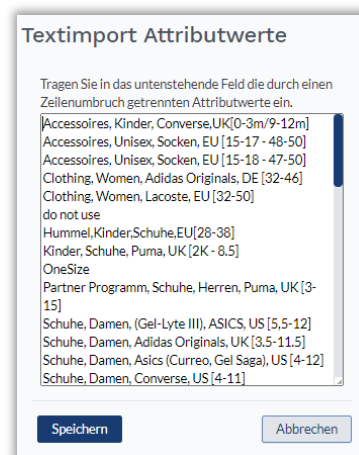 Textimport Attributwerte
Tragen Sie in das untenstehende Feld die durch einen
Zeilenumbruch getrennten Attributwerte ein.
Accessoires, Kinder, Converse,UK[0-3m/9-12m]
Accessoires, Unisex, Socken, EU [15-17 - 48-50]
Accessoires, Unisex, Socken, EU [15-18 - 47-50]
Clothing, Women, Adidas Originals, DE [32-46]
Clothing, Women, Lacoste, EU [32-50]
do not use
Hummel,Kinder,Schuhe,EU[28-38]
Kinder, Schuhe, Puma, UK [2K - 8.5]
OneSize
Partner Programm, Schuhe, Herren, Puma, UK [3-
15]
Schuhe, Damen, (Gel-Lyte III), ASICS, US [5,5-12]
Schuhe, Damen, Adidas Originals, UK [3.5-11.5]
Schuhe, Damen, Asics (Curreo, Gel Saga), US [4-12]
Schuhe, Damen, Converse, US [4-11]
Speichern
Abbrechen